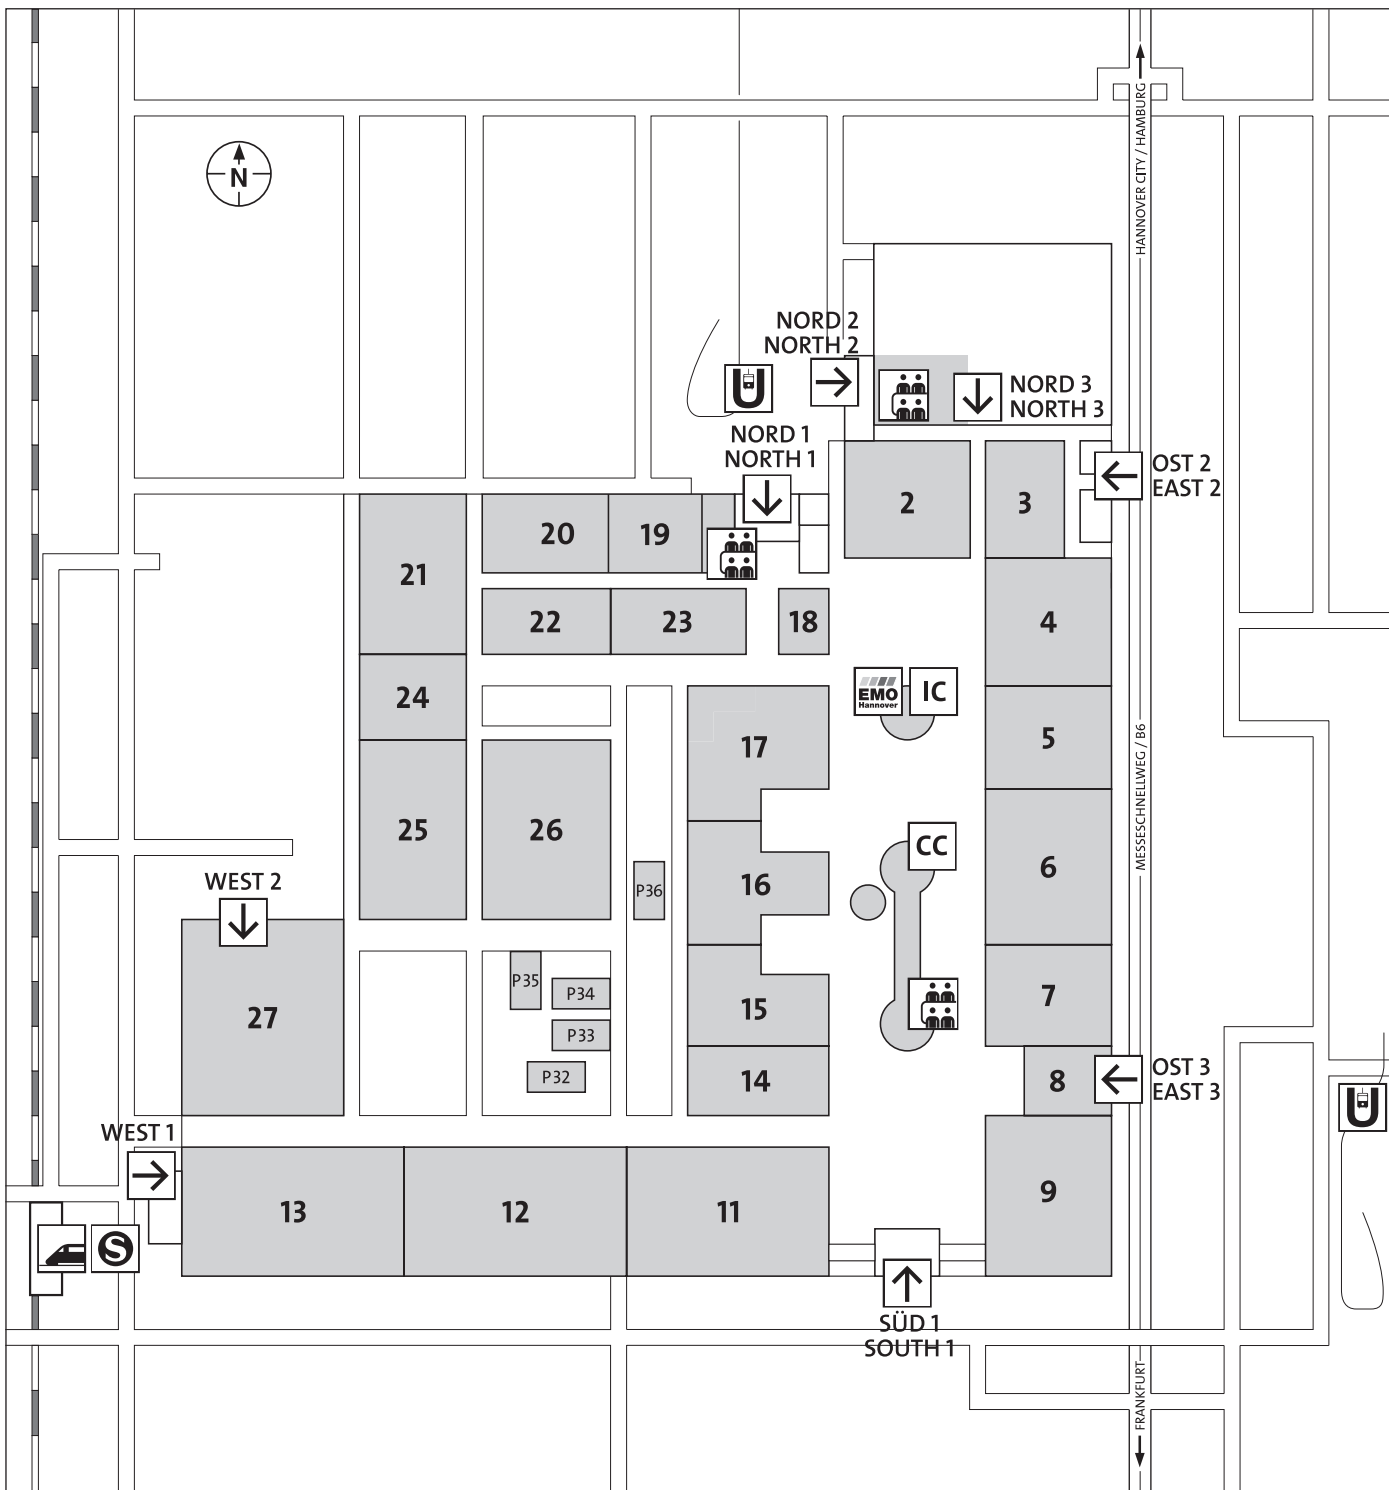 HANNOVER CITY / HAMBURG
N
NORD 2
NORTH 2
U
NORD 3
NORTH 3
NORD 1
NORTH 1
OST 2
EAST 2
2
3
20
19
21
22
23
18
4
24
EMO
Hannover
IC
17
5
MESSESCHNELLWEG / B6
25
26
CC
6
16
P36
WEST 2
P35
P34
27
15
7
P33
P32
14
8
OST 3
EAST 3
U
WEST 1
13
12
11
9
S
SÜD 1
SOUTH 1
FRANKFURT